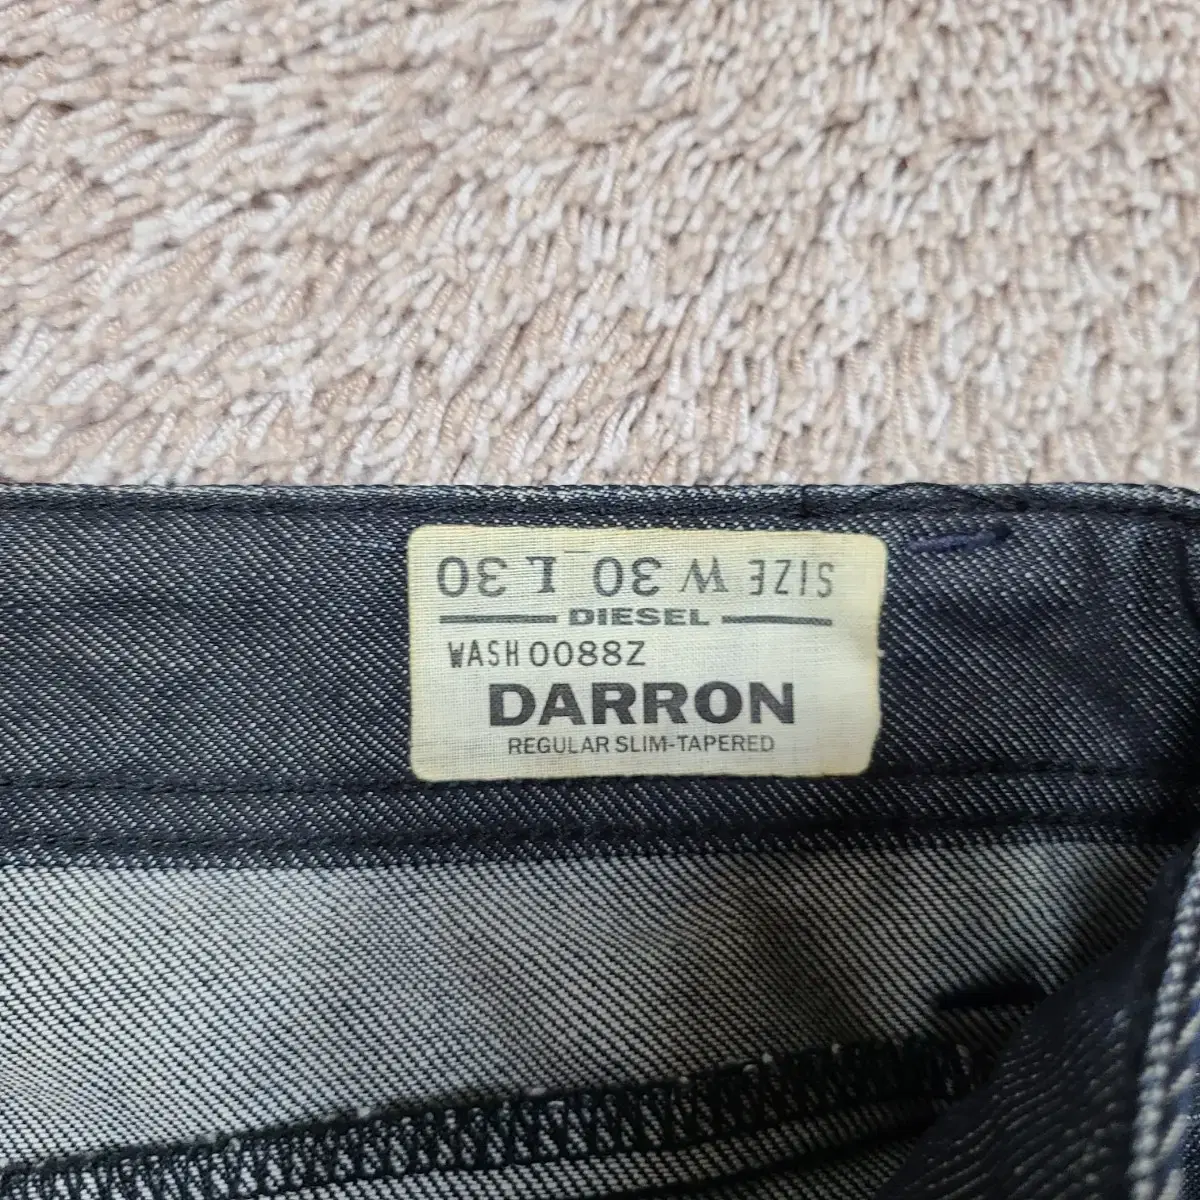 SIZE W 30 L 30
DIESEL
WASH 0088Z
DARRON
REGULAR SLIM-TAPERED